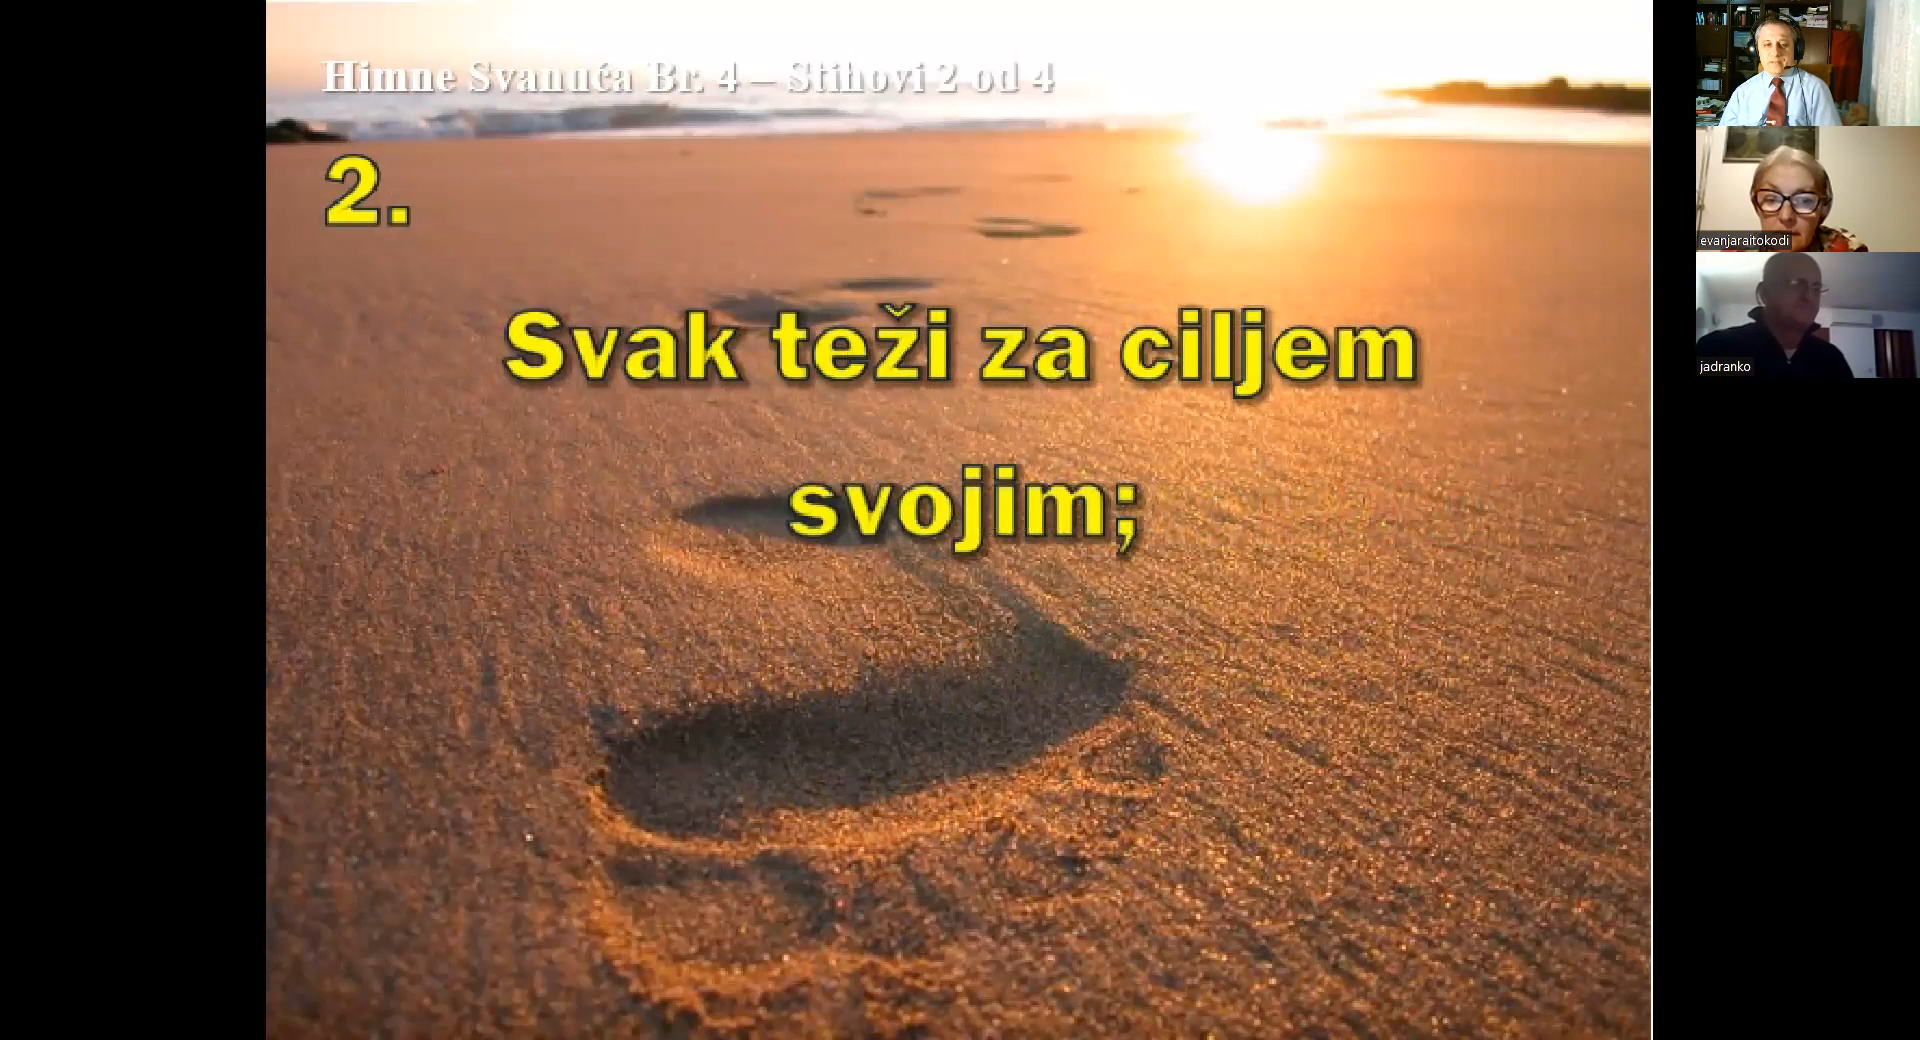 Himne Svanuća Br. 4 – Stihovi 2 od 4
2.
Svak teži za ciljem
svojim;
evanjaraitokodi
jadranko